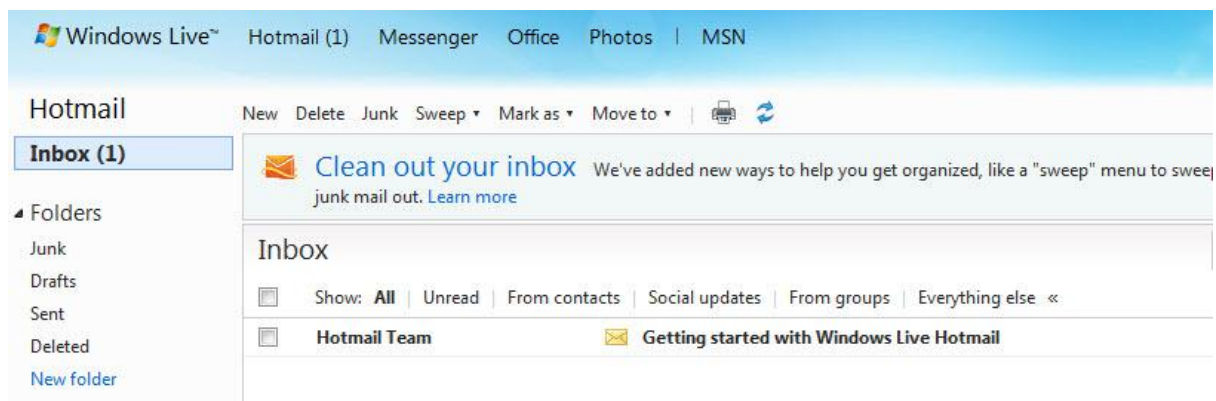 Windows Live™ Hotmail (1) Messenger Office Photos | MSN
Hotmail
New Delete Junk Sweep ▾ Mark as ▾ Move to ▾ |
Inbox (1)
Clean out your inbox We've added new ways to help you get organized, like a "sweep" menu to sweep
junk mail out. Learn more
Folders
Junk
Drafts
Sent
Deleted
New folder
Inbox
Show: All | Unread | From contacts | Social updates | From groups | Everything else «
Hotmail Team Getting started with Windows Live Hotmail